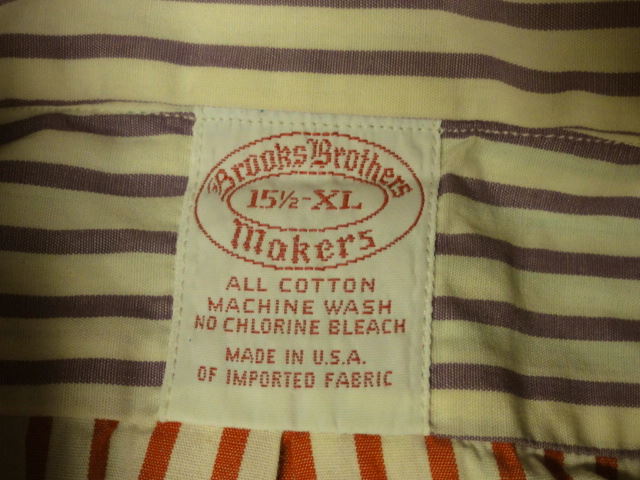 Brooks Brothers
15½-XL
Makers
ALL COTTON
MACHINE WASH
NO CHLORINE BLEACH
MADE IN U.S.A.
OF IMPORTED FABRIC